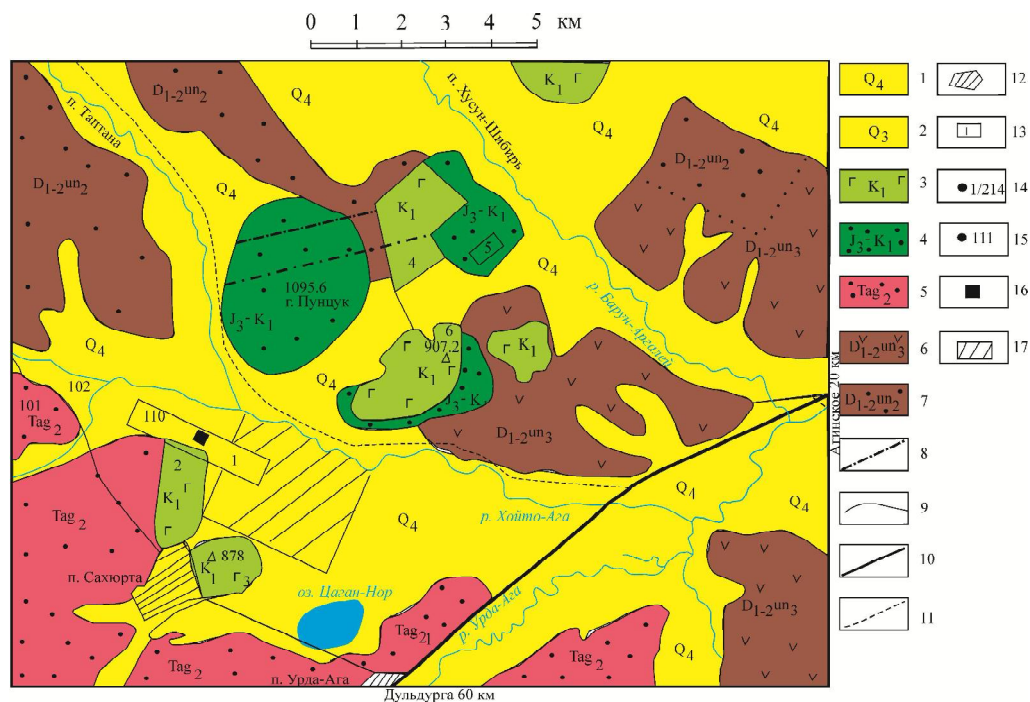 0 1 2 3 4 5 км
п. Таптана
D1-2un2
Q4
D1-2un2
Q4
п. Хусун-Шибирь
K1 Г
Q4
D1-2un2
D1-2un3
Q4
K1
4
J3-K1
5
1095.6
г. Пунцук
J3-K1
Q4
р. Барун-Аргалей
6
907.2
K1
K1 Г
J3-K
Q4
D1-2un3
Q4
102
101
Tag2
110
1
2
K1 Г
Tag2
878
K1 Г 3
п. Сахюрта
Q4
р. Хойто-Ага
Q4
Q4
оз. Цаган-Нор
р. Урда-Ага
D1-2un3
Tag2
Tag2
Tag2
Q4
п. Урда-Ага
Дульдурга 60 км
Агинское 20 км
Q4 1
Q3 2
Г K1 Г 3
J3-K1 4
Tag2 5
D1-2un3 6
D1-2un2 7
8
9
10
11
12
13
1/214 14
111 15
16
17